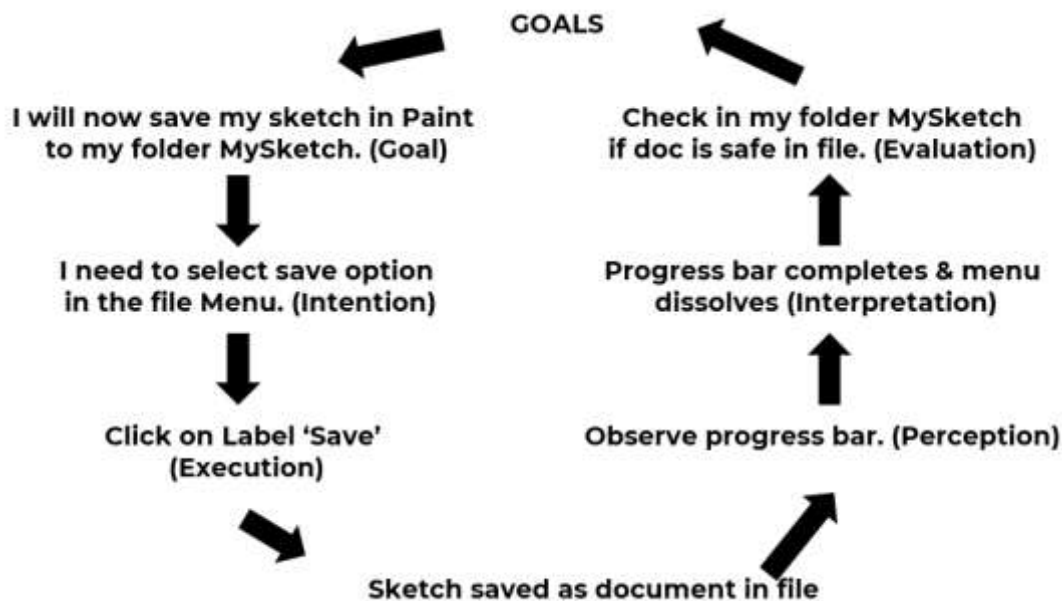 GOALS
I will now save my sketch in Paint
to my folder MySketch. (Goal)
I need to select save option
in the file Menu. (Intention)
Click on Label ‘Save’
(Execution)
Sketch saved as document in file
Observe progress bar. (Perception)
Progress bar completes & menu
dissolves (Interpretation)
Check in my folder MySketch
if doc is safe in file. (Evaluation)